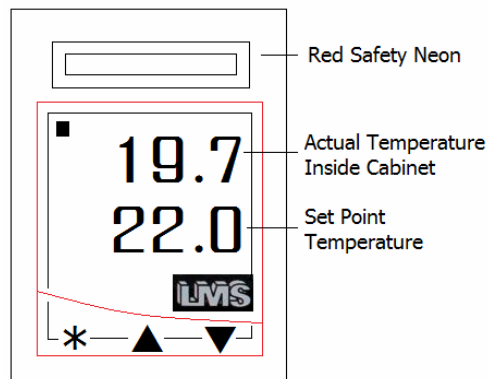 Red Safety Neon
19.7
Actual Temperature
Inside Cabinet
22.0
Set Point
Temperature
LMS